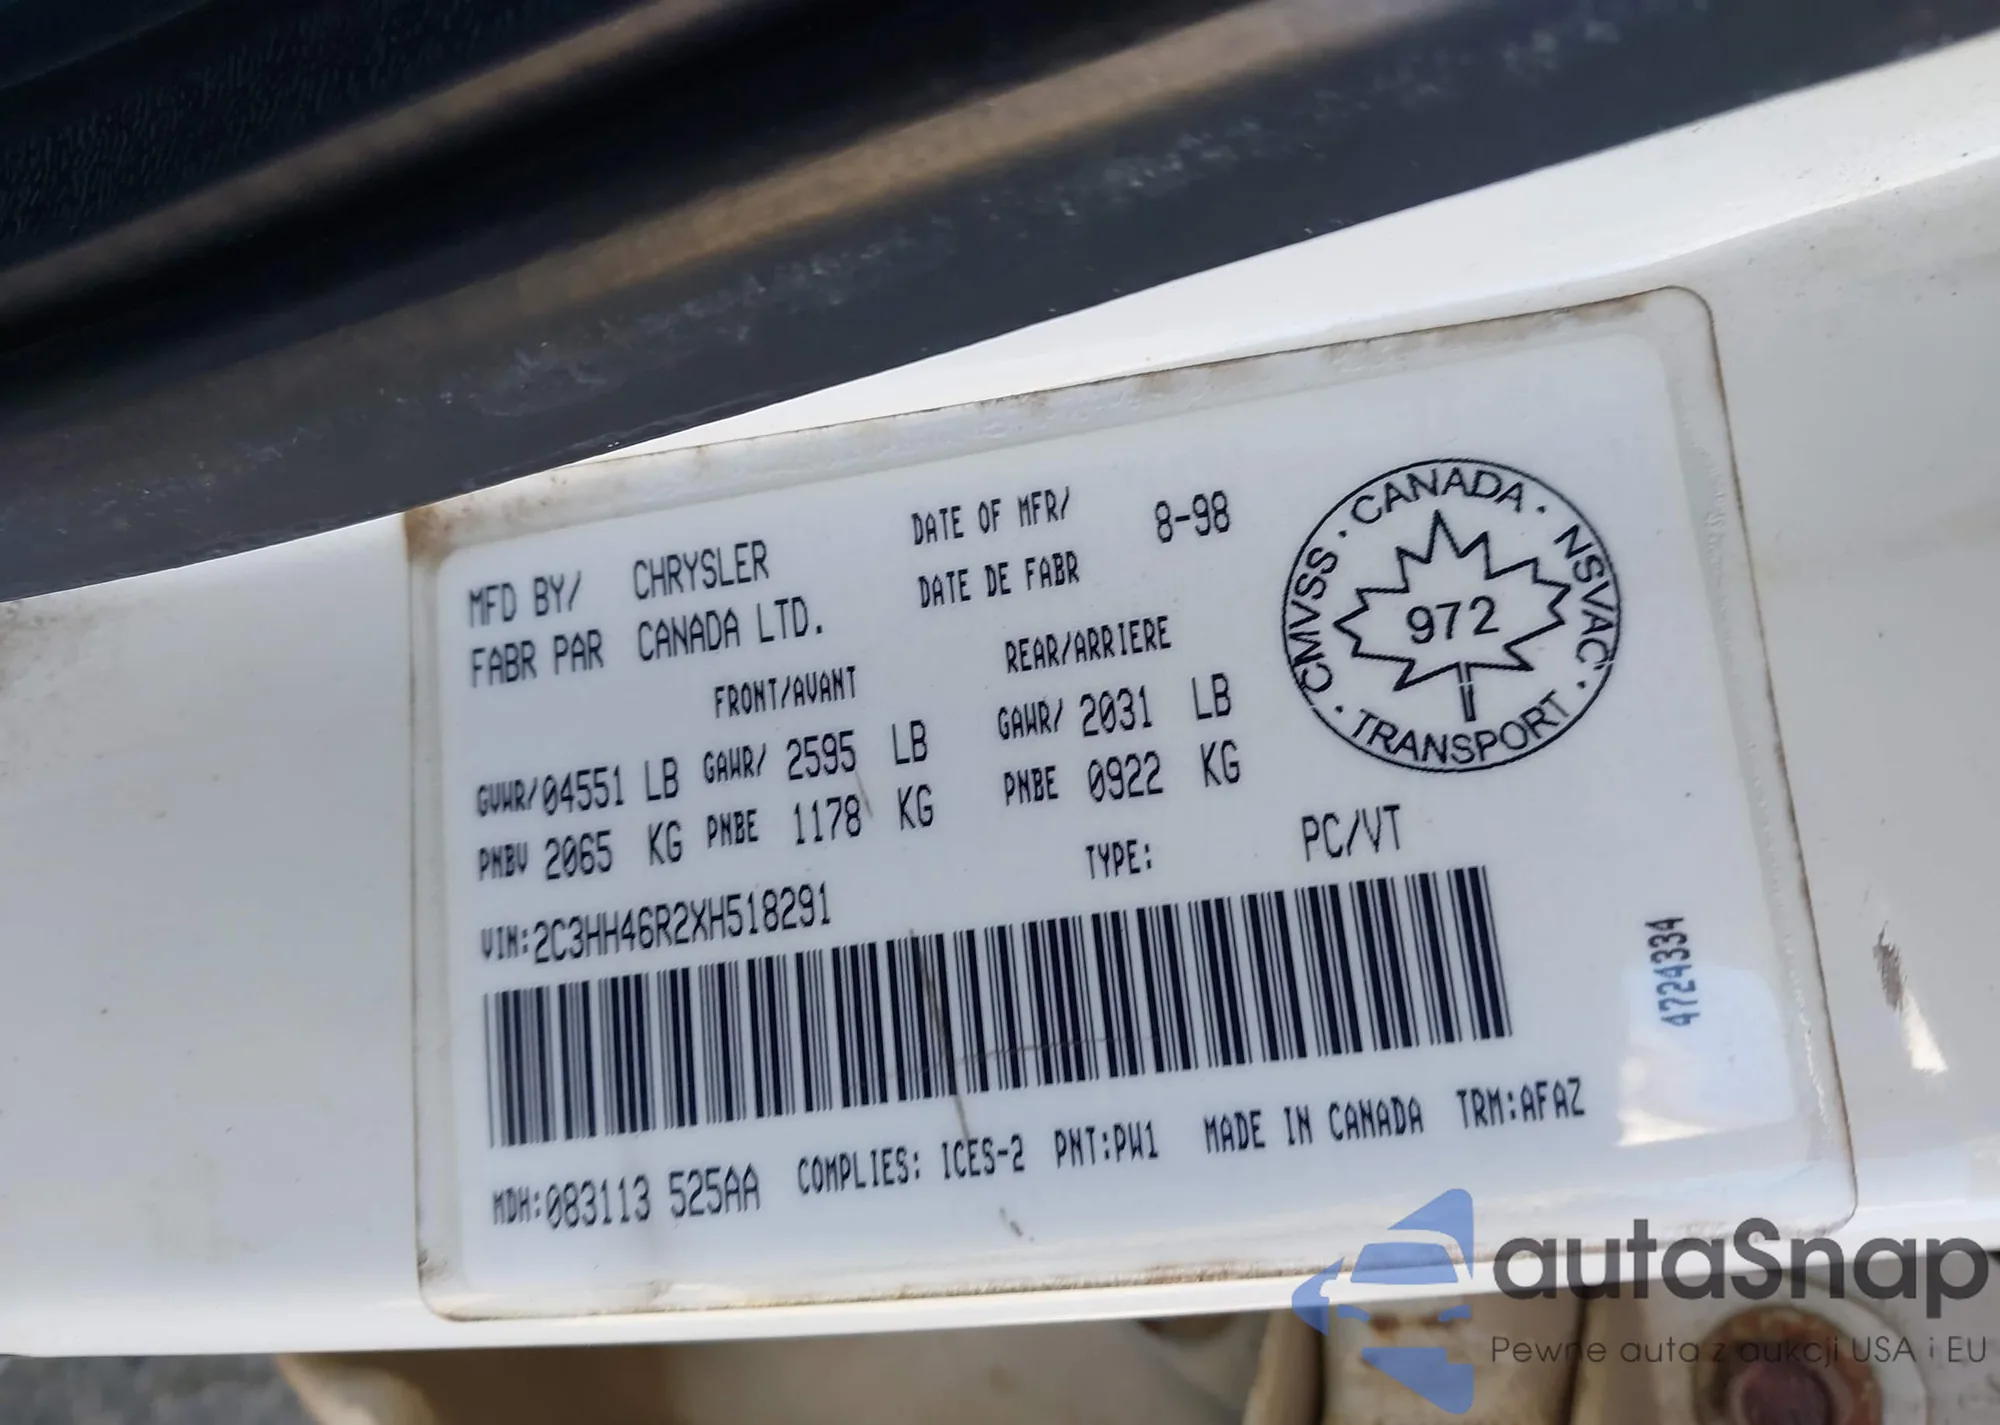 MFD BY/ CHRYSLER DATE OF MFR/ 8-98
FABR PAR CANADA LTD. DATE DE FABR
FRONT/AVANT REAR/ARRIERE
GVWR/04551 LB GAWR/ 2595 LB GAWR/ 2031 LB
PNBV 2065 KG PNBE 1178 KG PNBE 0922 KG
TYPE: PC/VT
VIN:2C3HH46R2XH518291
MDH:083113 525AA COMPLIES: ICES-2 PNT:PW1 MADE IN CANADA TRM:AFAZ
CMVSS · CANADA · NSVAC · TRANSPORT ·
972
4724334
autaSnap
Pewne auta z aukcji USA i EU